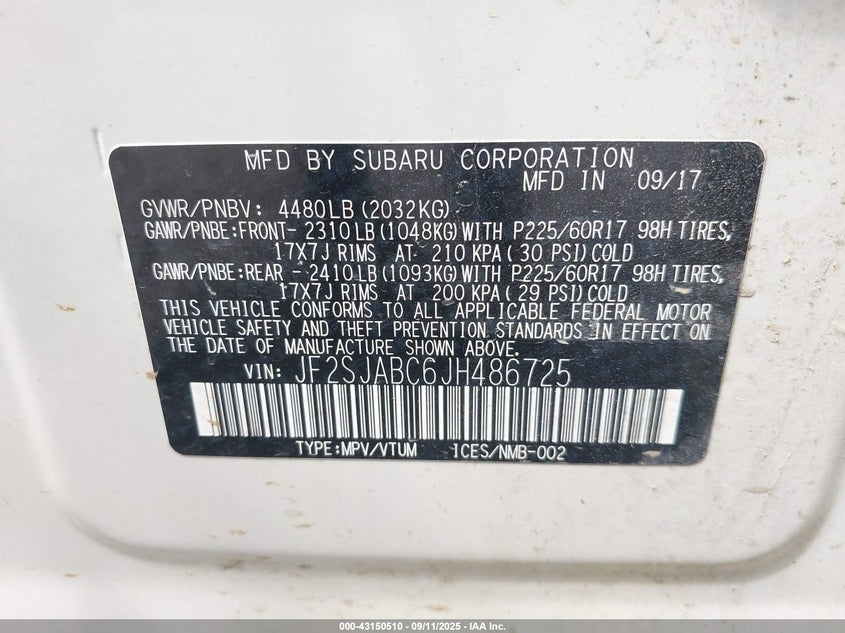 MFD BY SUBARU CORPORATION
MFD IN 09/17
GVWR/PNBV: 4480LB(2032KG)
GAWR/PNBE:FRONT- 2310LB(1048KG)WITH P225/60R17 98H TIRES,
17X7J RIMS AT 210 KPA( 30 PSI)COLD
GAWR/PNBE:REAR - 2410LB(1093KG)WITH P225/60R17 98H TIRES,
17X7J RIMS AT 200 KPA( 29 PSI)COLD
THIS VEHICLE CONFORMS TO ALL APPLICABLE FEDERAL MOTOR
VEHICLE SAFETY AND THEFT PREVENTION STANDARDS IN EFFECT ON
THE DATE OF MANUFACTURE SHOWN ABOVE.
VIN: JF2SJABC6JH486725
TYPE:MPV/VTUM 1CES/NMB-002
000-43150510 - 09/11/2025 - IAA Inc.